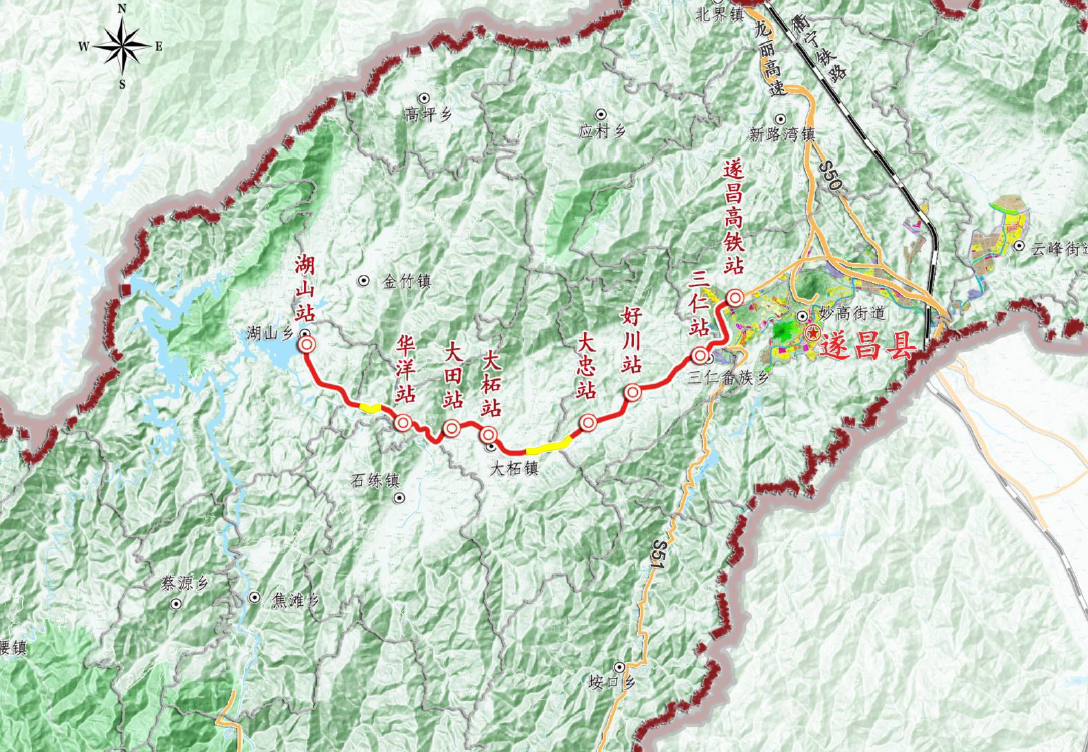 N
W
E
S
北界镇
龙丽高速
衢宁铁路
高坪乡
应村乡
新路湾镇
S50
遂昌高铁站
云峰街道
湖山站
金竹镇
三仁站
好川站
妙高街道
湖山乡
华洋站
大田站
大柘站
大忠站
遂昌县
三仁畲族乡
大柘镇
石练镇
S51
蔡源乡
焦滩乡
腰镇
垵口乡